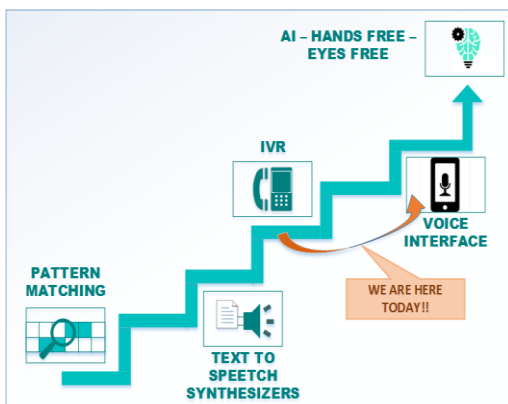 AI – HANDS FREE –
EYES FREE
IVR
VOICE
INTERFACE
WE ARE HERE
TODAY!!
PATTERN
MATCHING
TEXT TO
SPEETCH
SYNTHESIZERS